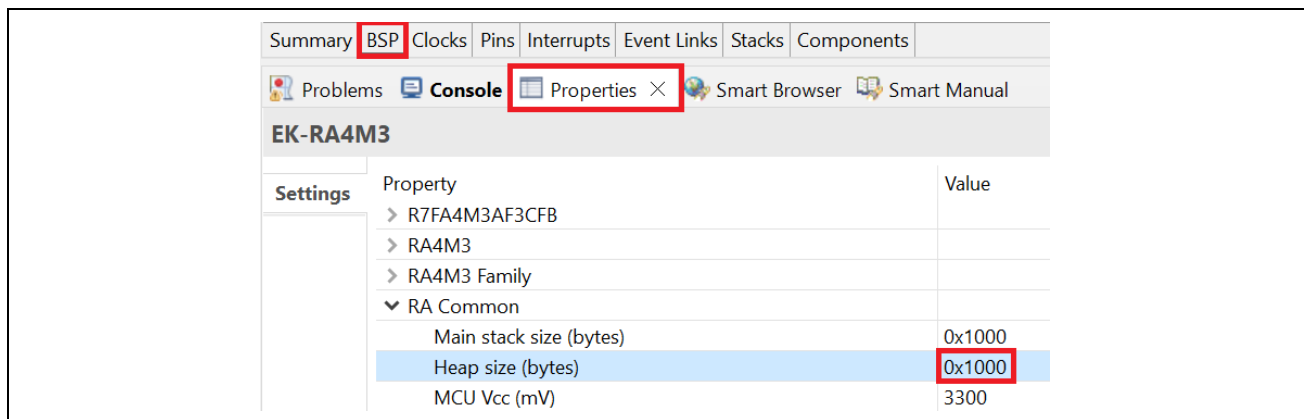 Summary BSP Clocks Pins Interrupts Event Links Stacks Components
Problems Console Properties Smart Browser Smart Manual
EK-RA4M3
Settings Property Value
R7FA4M3AF3CFB
RA4M3
RA4M3 Family
RA Common
Main stack size (bytes) 0x1000
Heap size (bytes) 0x1000
MCU Vcc (mV) 3300